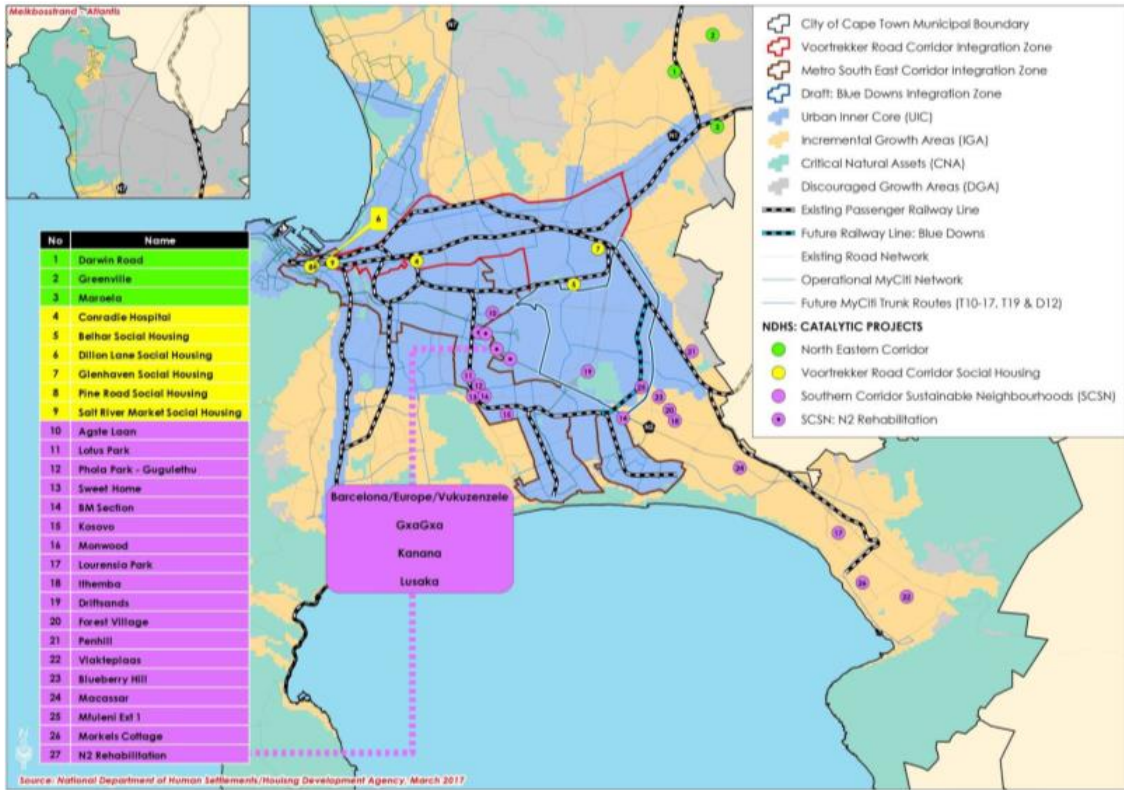 Melkbosstrand - Atlantis
N7
N7
N1
N2
City of Cape Town Municipal Boundary
Voortrekker Road Corridor Integration Zone
Metro South East Corridor Integration Zone
Draft: Blue Downs Integration Zone
Urban Inner Core (UIC)
Incremental Growth Areas (IGA)
Critical Natural Assets (CNA)
Discouraged Growth Areas (DGA)
Existing Passenger Railway Line
Future Railway Line: Blue Downs
Existing Road Network
Operational MyCiti Network
Future MyCiti Trunk Routes (T10-17, T19 & D12)
NDHS: CATALYTIC PROJECTS
North Eastern Corridor
Voortrekker Road Corridor Social Housing
Southern Corridor Sustainable Neighbourhoods (SCSN)
SCSN: N2 Rehabilitation
No Name
1 Darwin Road
2 Greenville
3 Maroela
4 Conradie Hospital
5 Belhar Social Housing
6 Dillon Lane Social Housing
7 Glenhaven Social Housing
8 Pine Road Social Housing
9 Salt River Market Social Housing
10 Agste Laan
11 Lotus Park
12 Phola Park - Gugulethu
13 Sweet Home
14 BM Section
15 Kosovo
16 Monwood
17 Lourensia Park
18 Ithemba
19 Driftsands
20 Forest Village
21 Penhill
22 Vlakteplaas
23 Blueberry Hill
24 Macassar
25 Mfuleni Ext 1
26 Morkels Cottage
27 N2 Rehabilitation
Barcelona/Europe/Vukuzenzele
GxaGxa
Kanana
Lusaka
Source: National Department of Human Settlements/Houisng Development Agency, March 2017